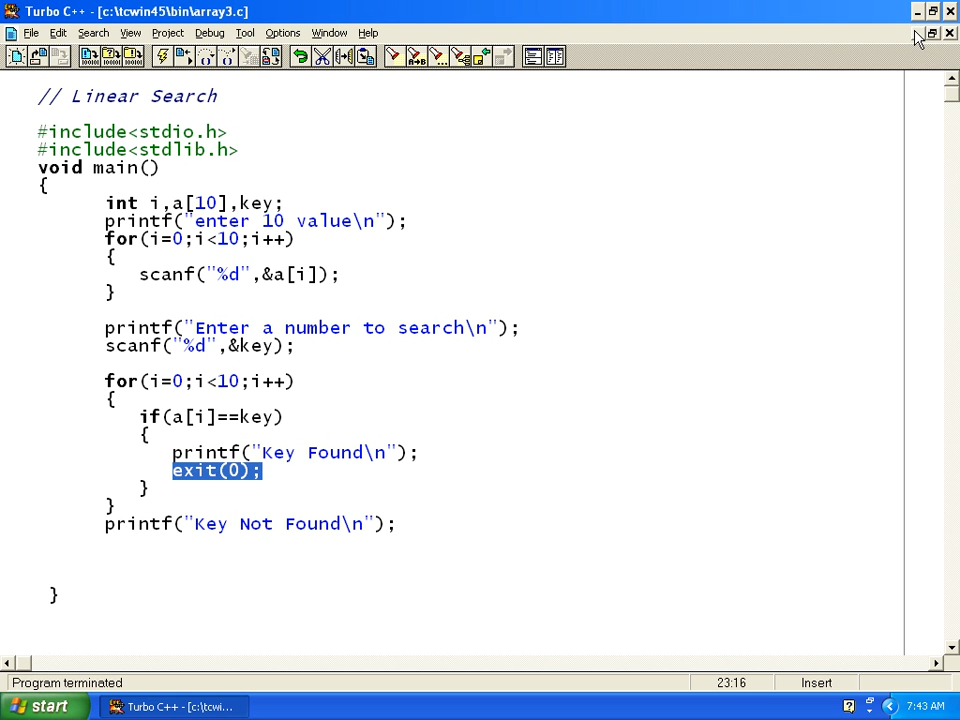 Turbo C++ - [c:\tcwin45\bin\array3.c]
File Edit Search View Project Debug Tool Options Window Help
// Linear Search
#include<stdio.h>
#include<stdlib.h>
void main()
{
int i,a[10],key;
printf("enter 10 value\n");
for(i=0;i<10;i++)
{
scanf("%d",&a[i]);
}
printf("Enter a number to search\n");
scanf("%d",&key);
for(i=0;i<10;i++)
{
if(a[i]==key)
{
printf("Key Found\n");
exit(0);
}
}
printf("Key Not Found\n");
}
Program terminated 23:16 Insert
start Turbo C++ - [c:\tcwi... 7:43 AM